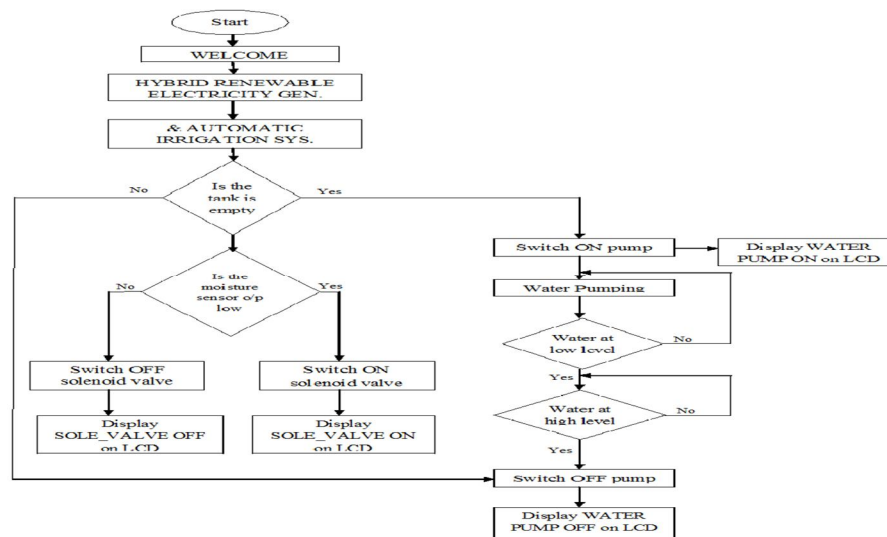 Start
WELCOME
HYBRID RENEWABLE
ELECTRICITY GEN.
& AUTOMATIC
IRRIGATION SYS.
No
Is the
tank is
empty
Yes
Switch ON pump
Display WATER
PUMP ON on LCD
No
Is the
moisture
sensor o/p
low
Yes
Water Pumping
Water at
low level
No
Yes
Switch OFF
solenoid valve
Switch ON
solenoid valve
Water at
high level
No
Yes
Display
SOLE_VALVE OFF
on LCD
Display
SOLE_VALVE ON
on LCD
Switch OFF pump
Display WATER
PUMP OFF on LCD